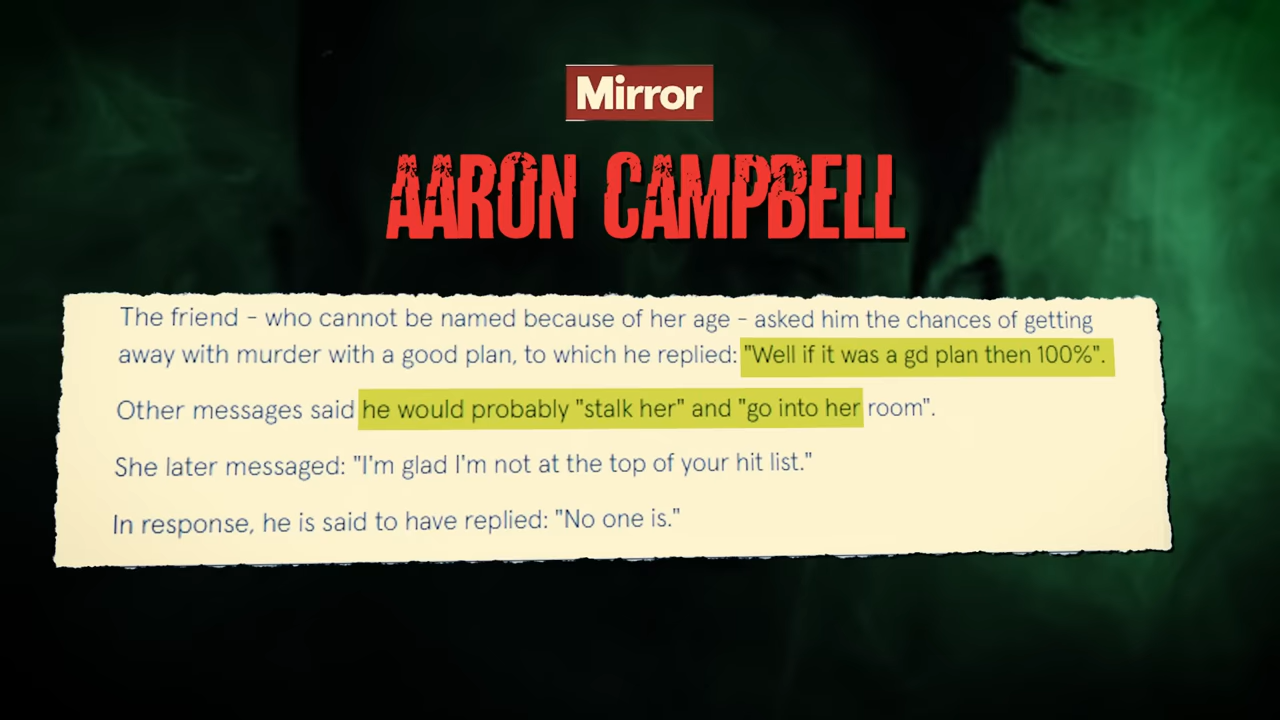 Mirror
AARON CAMPBELL
The friend - who cannot be named because of her age - asked him the chances of getting
away with murder with a good plan, to which he replied: "Well if it was a gd plan then 100%".
Other messages said he would probably "stalk her" and "go into her room".
She later messaged: "I'm glad I'm not at the top of your hit list."
In response, he is said to have replied: "No one is."